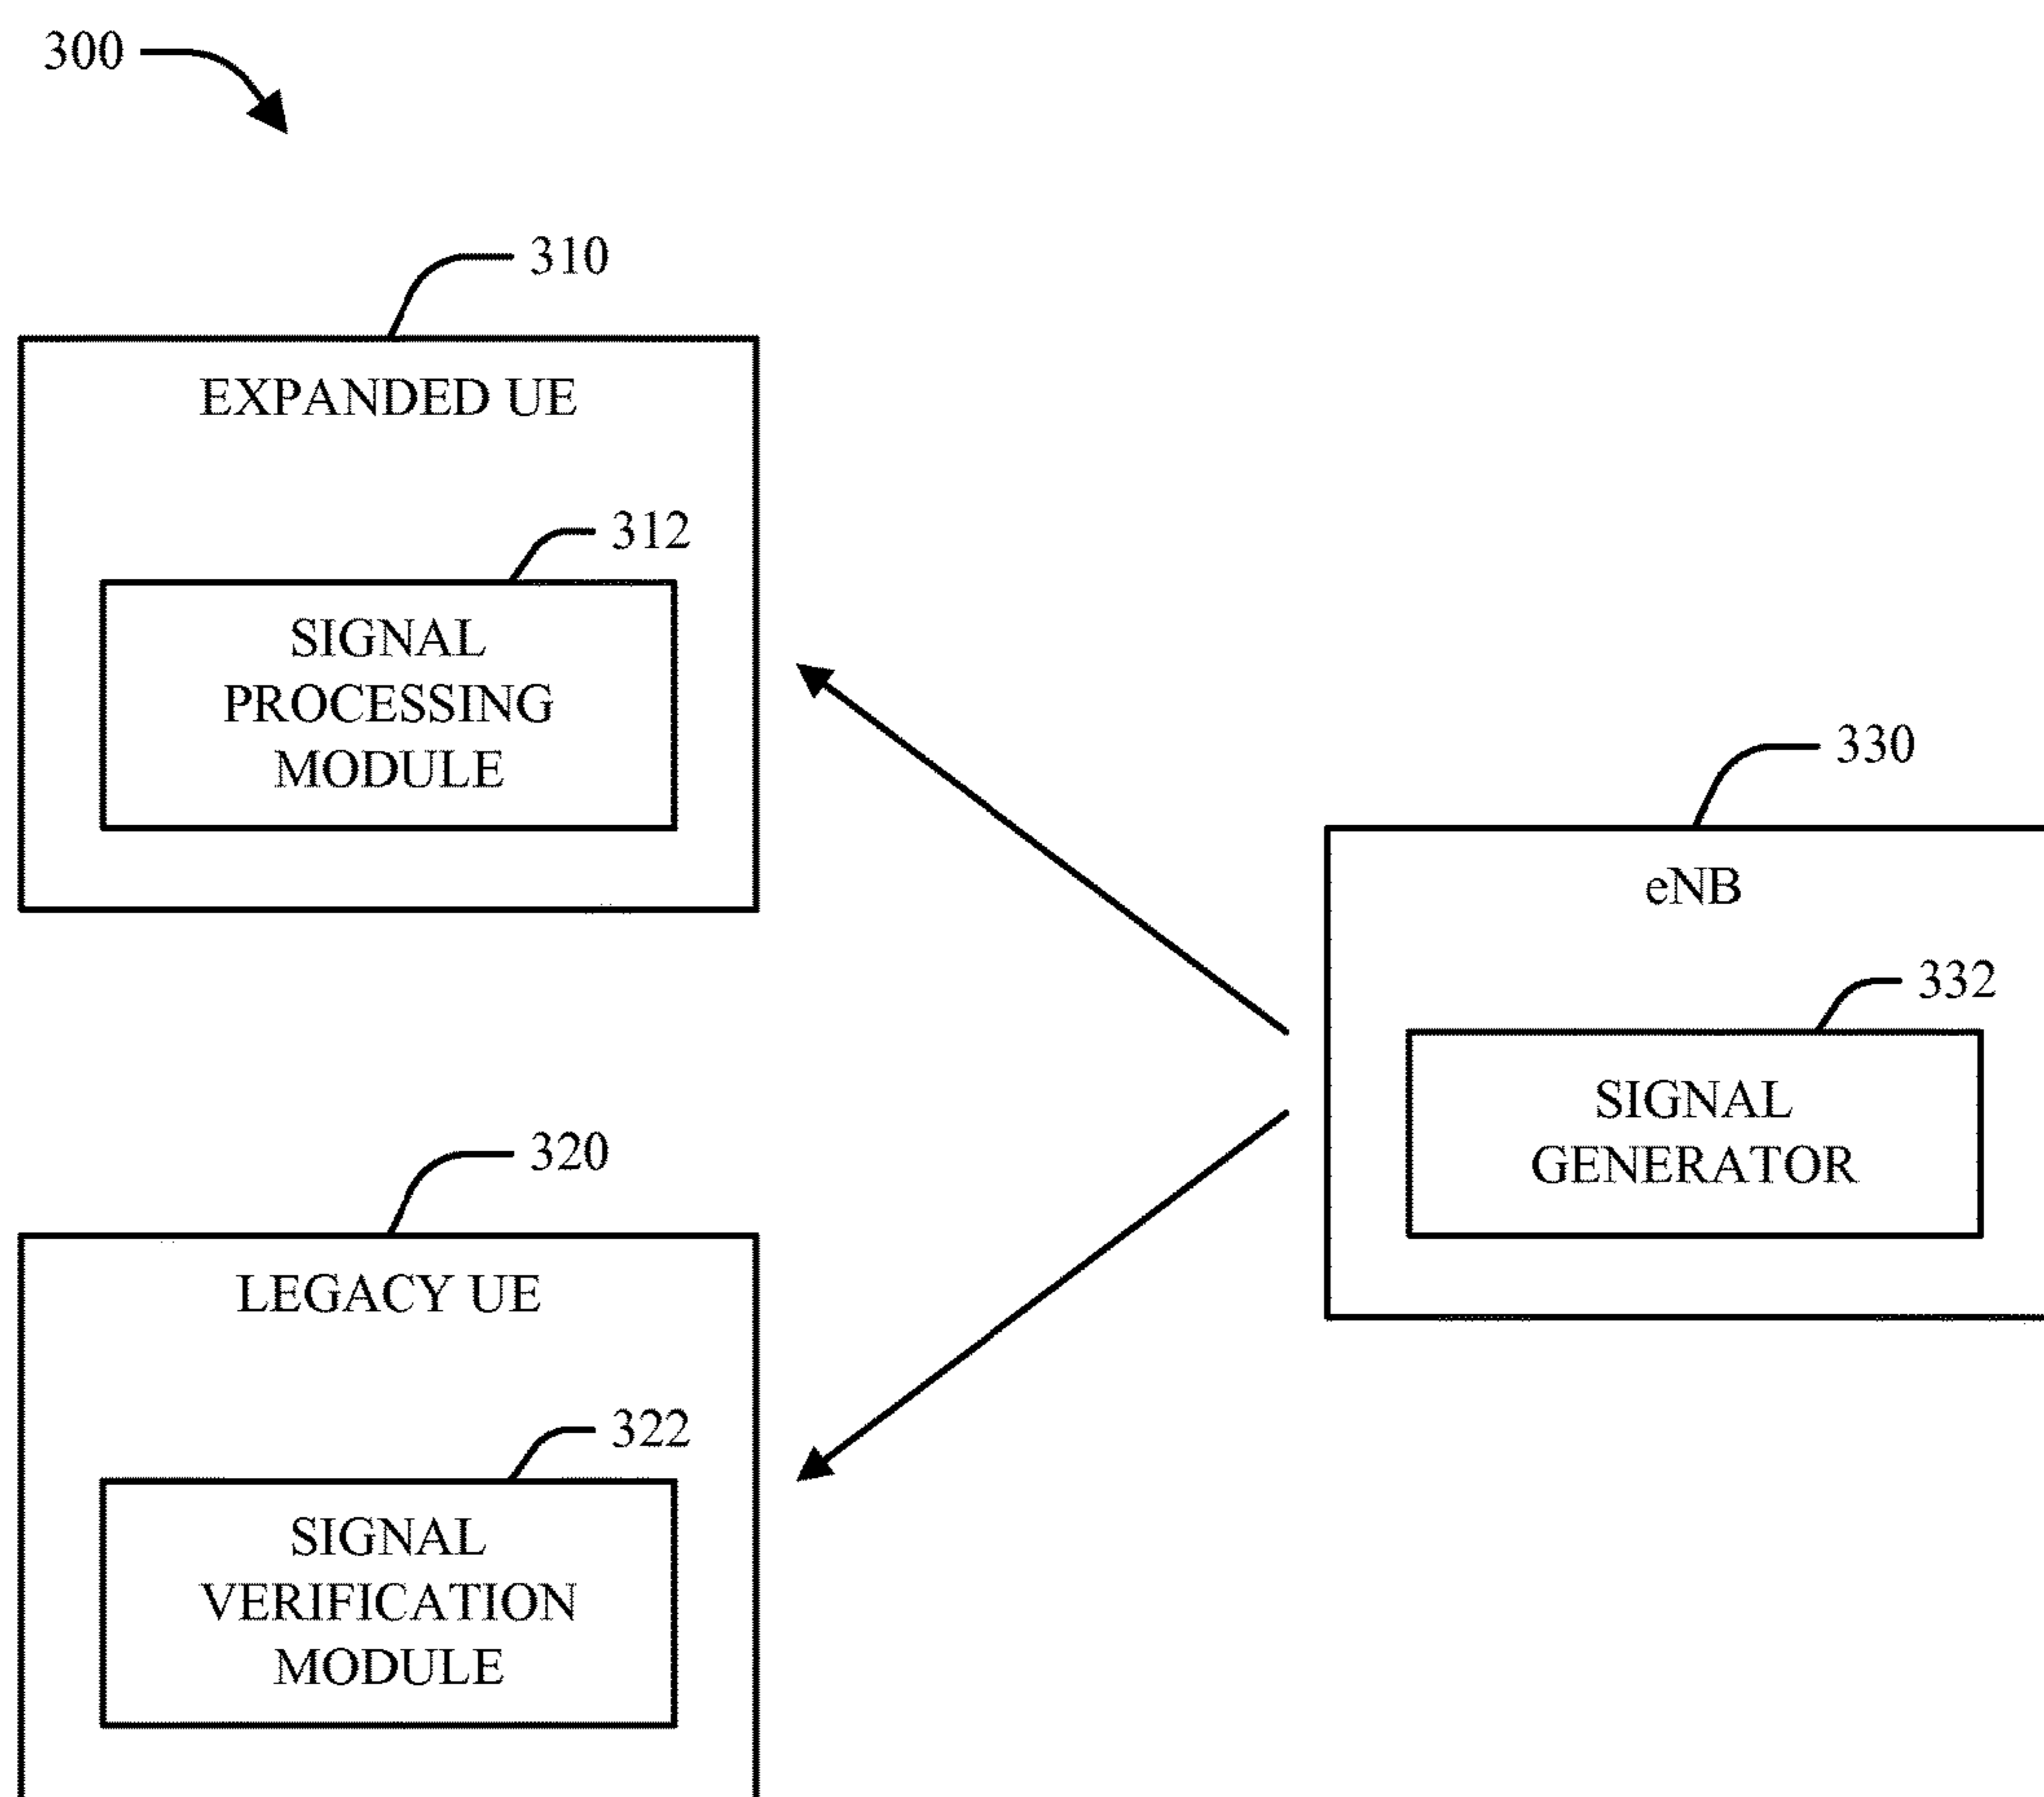 300
310
EXPANDED UE
312
SIGNAL
PROCESSING
MODULE
330
eNB
332
SIGNAL
GENERATOR
320
LEGACY UE
322
SIGNAL
VERIFICATION
MODULE